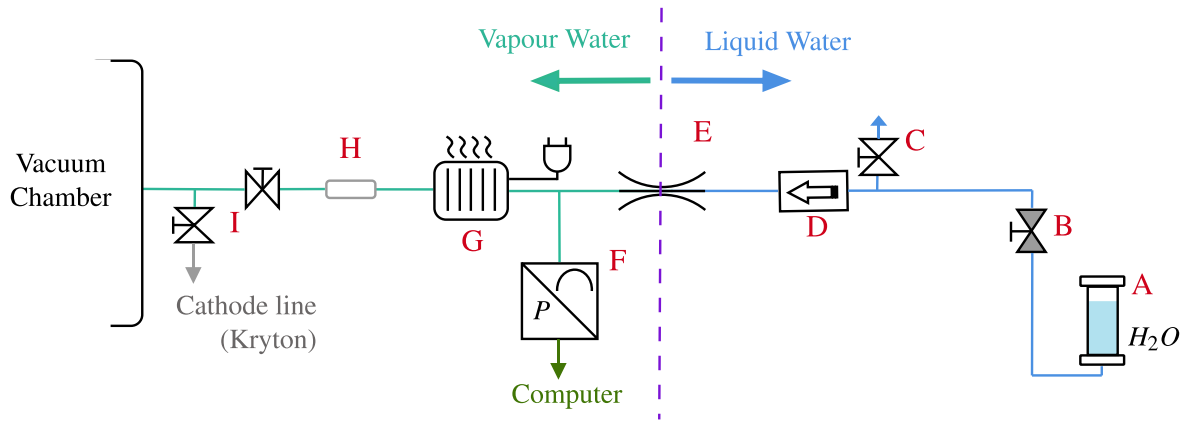 Vapour Water
Liquid Water
E
C
H
Vacuum
Chamber
I
G
D
B
F
P
A
Cathode line
(Kryton)
H₂O
Computer